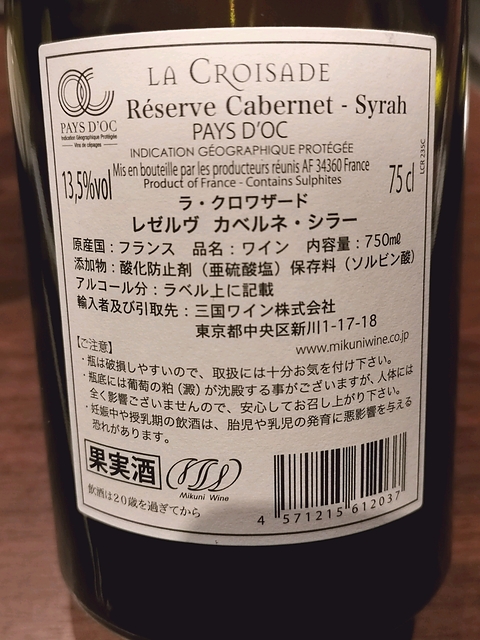 LA CROISADE
Réserve Cabernet - Syrah
PAYS D'OC
PAYS D'OC
Indication Géographique Protégée
Vins de cépages
INDICATION GÉOGRAPHIQUE PROTÉGÉE
Mis en bouteille par les producteurs réunis AF 34360 France
13,5%vol
Product of France - Contains Sulphites
75 cl
LCR 235C
ラ・クロワザード
レゼルヴ カベルネ・シラー
原産国：フランス 品名：ワイン 内容量：750㎖
添加物：酸化防止剤（亜硫酸塩）保存料（ソルビン酸）
アルコール分：ラベル上に記載
輸入者及び引取先：三国ワイン株式会社
東京都中央区新川1-17-18
www.mikuniwine.co.jp
【ご注意】
・瓶は破損しやすいので、取扱には十分お気を付け下さい。
・瓶底には葡萄の粕（澱）が沈殿する事がございますが、人体には
全く影響ございませんので、安心してお召し上がり下さい。
・妊娠中や授乳期の飲酒は、胎児や乳児の発育に悪影響を与える
恐れがあります。
果実酒
Mikuni Wine
飲酒は20歳を過ぎてから
4 571215 612037